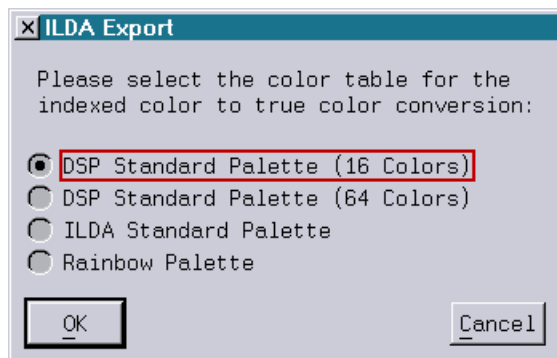 ILDA Export
Please select the color table for the
indexed color to true color conversion:
DSP Standard Palette (16 Colors)
DSP Standard Palette (64 Colors)
ILDA Standard Palette
Rainbow Palette
OK
Cancel